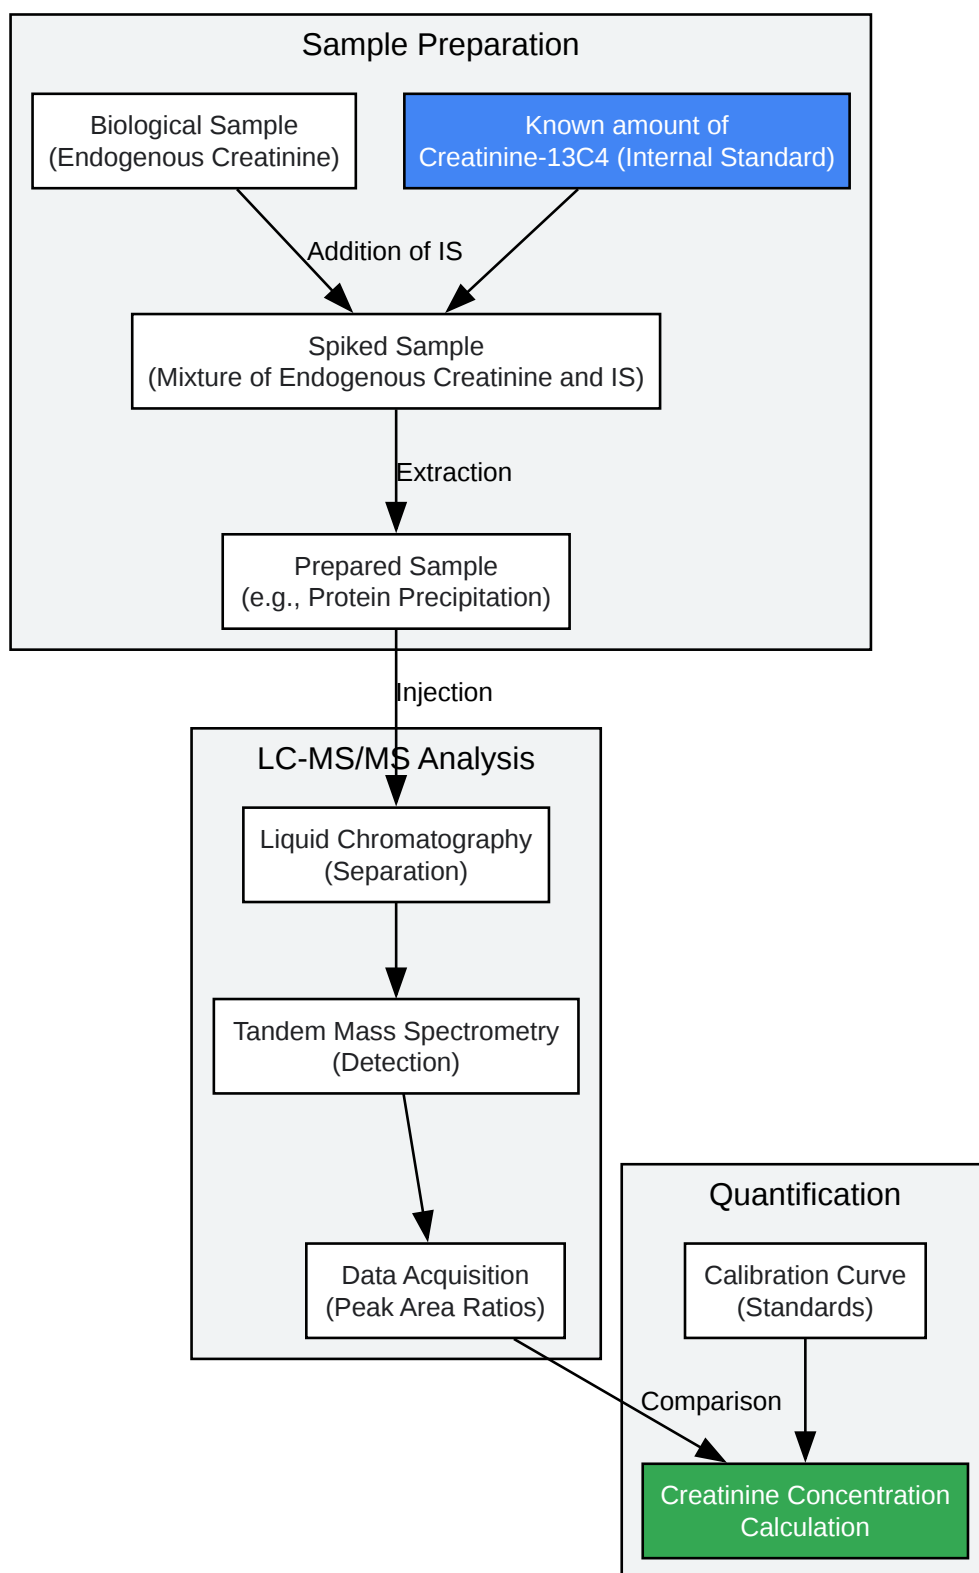 Sample Preparation
Biological Sample
(Endogenous Creatinine)
Known amount of
Creatinine-13C4 (Internal Standard)
Addition of IS
Spiked Sample
(Mixture of Endogenous Creatinine and IS)
Extraction
Prepared Sample
(e.g., Protein Precipitation)
Injection
LC-MS/MS Analysis
Liquid Chromatography
(Separation)
Tandem Mass Spectrometry
(Detection)
Data Acquisition
(Peak Area Ratios)
Quantification
Calibration Curve
(Standards)
Comparison
Creatinine Concentration
Calculation